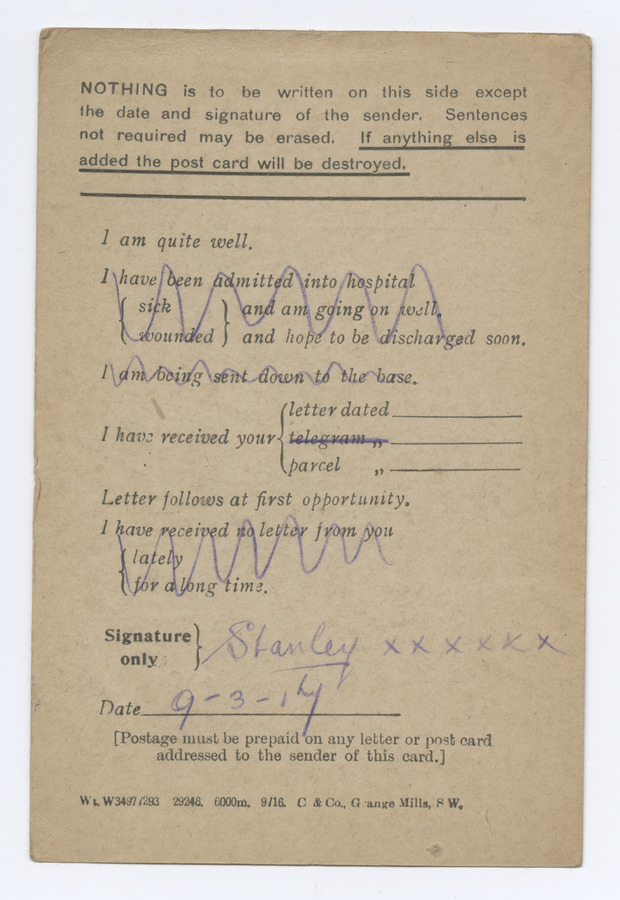 NOTHING is to be written on this side except
the date and signature of the sender. Sentences
not required may be erased. If anything else is
added the post card will be destroyed.
I am quite well.
I have been admitted into hospital
{ sick } and am going on well.
{ wounded } and hope to be discharged soon.
I am being sent down to the base.
letter dated
I have received your { telegram „
parcel „
Letter follows at first opportunity.
I have received no letter from you
{ lately
{ for a long time.
Signature } Stanley x x x x x x
only
Date 9-3-17
[Postage must be prepaid on any letter or post card
addressed to the sender of this card.]
Wt. W3497/293 29246. 6000m. 9/16. C & Co., Grange Mills, S W.